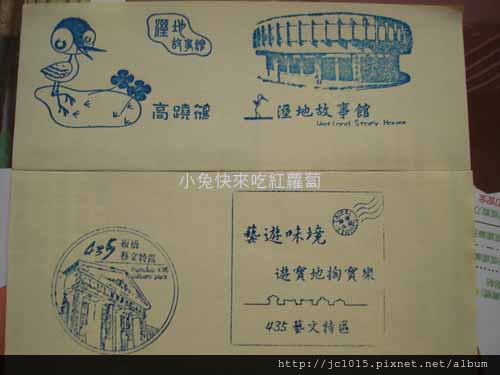 溼地
故事館
高蹺鴴
溼地故事館
Wetland Story House
小兔快來吃紅蘿蔔
435 板橋
藝文特區
藝遊味境
遊寶地掏寶樂
435藝文特區
http://jc1015.pixnet.net/album